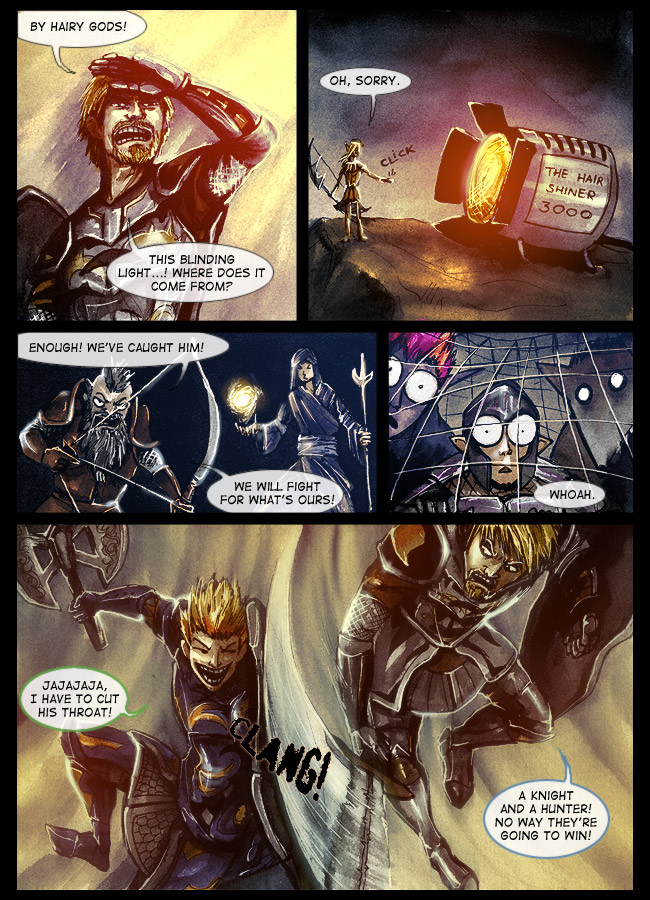 BY HAIRY GODS!
THIS BLINDING
LIGHT...! WHERE DOES IT
COME FROM?
OH, SORRY.
CLICK
THE HAIR
SHINER
3000
ENOUGH! WE'VE CAUGHT HIM!
WE WILL FIGHT
FOR WHAT'S OURS!
WHOAH.
JAJAJAJA,
I HAVE TO CUT
HIS THROAT!
CLANG!
A KNIGHT
AND A HUNTER!
NO WAY THEY'RE
GOING TO WIN!